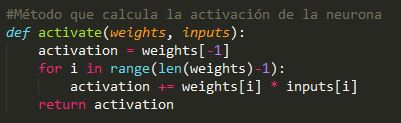 #Método que calcula la activación de la neurona
def activate(weights, inputs):
    activation = weights[-1]
    for i in range(len(weights)-1):
        activation += weights[i] * inputs[i]
    return activation